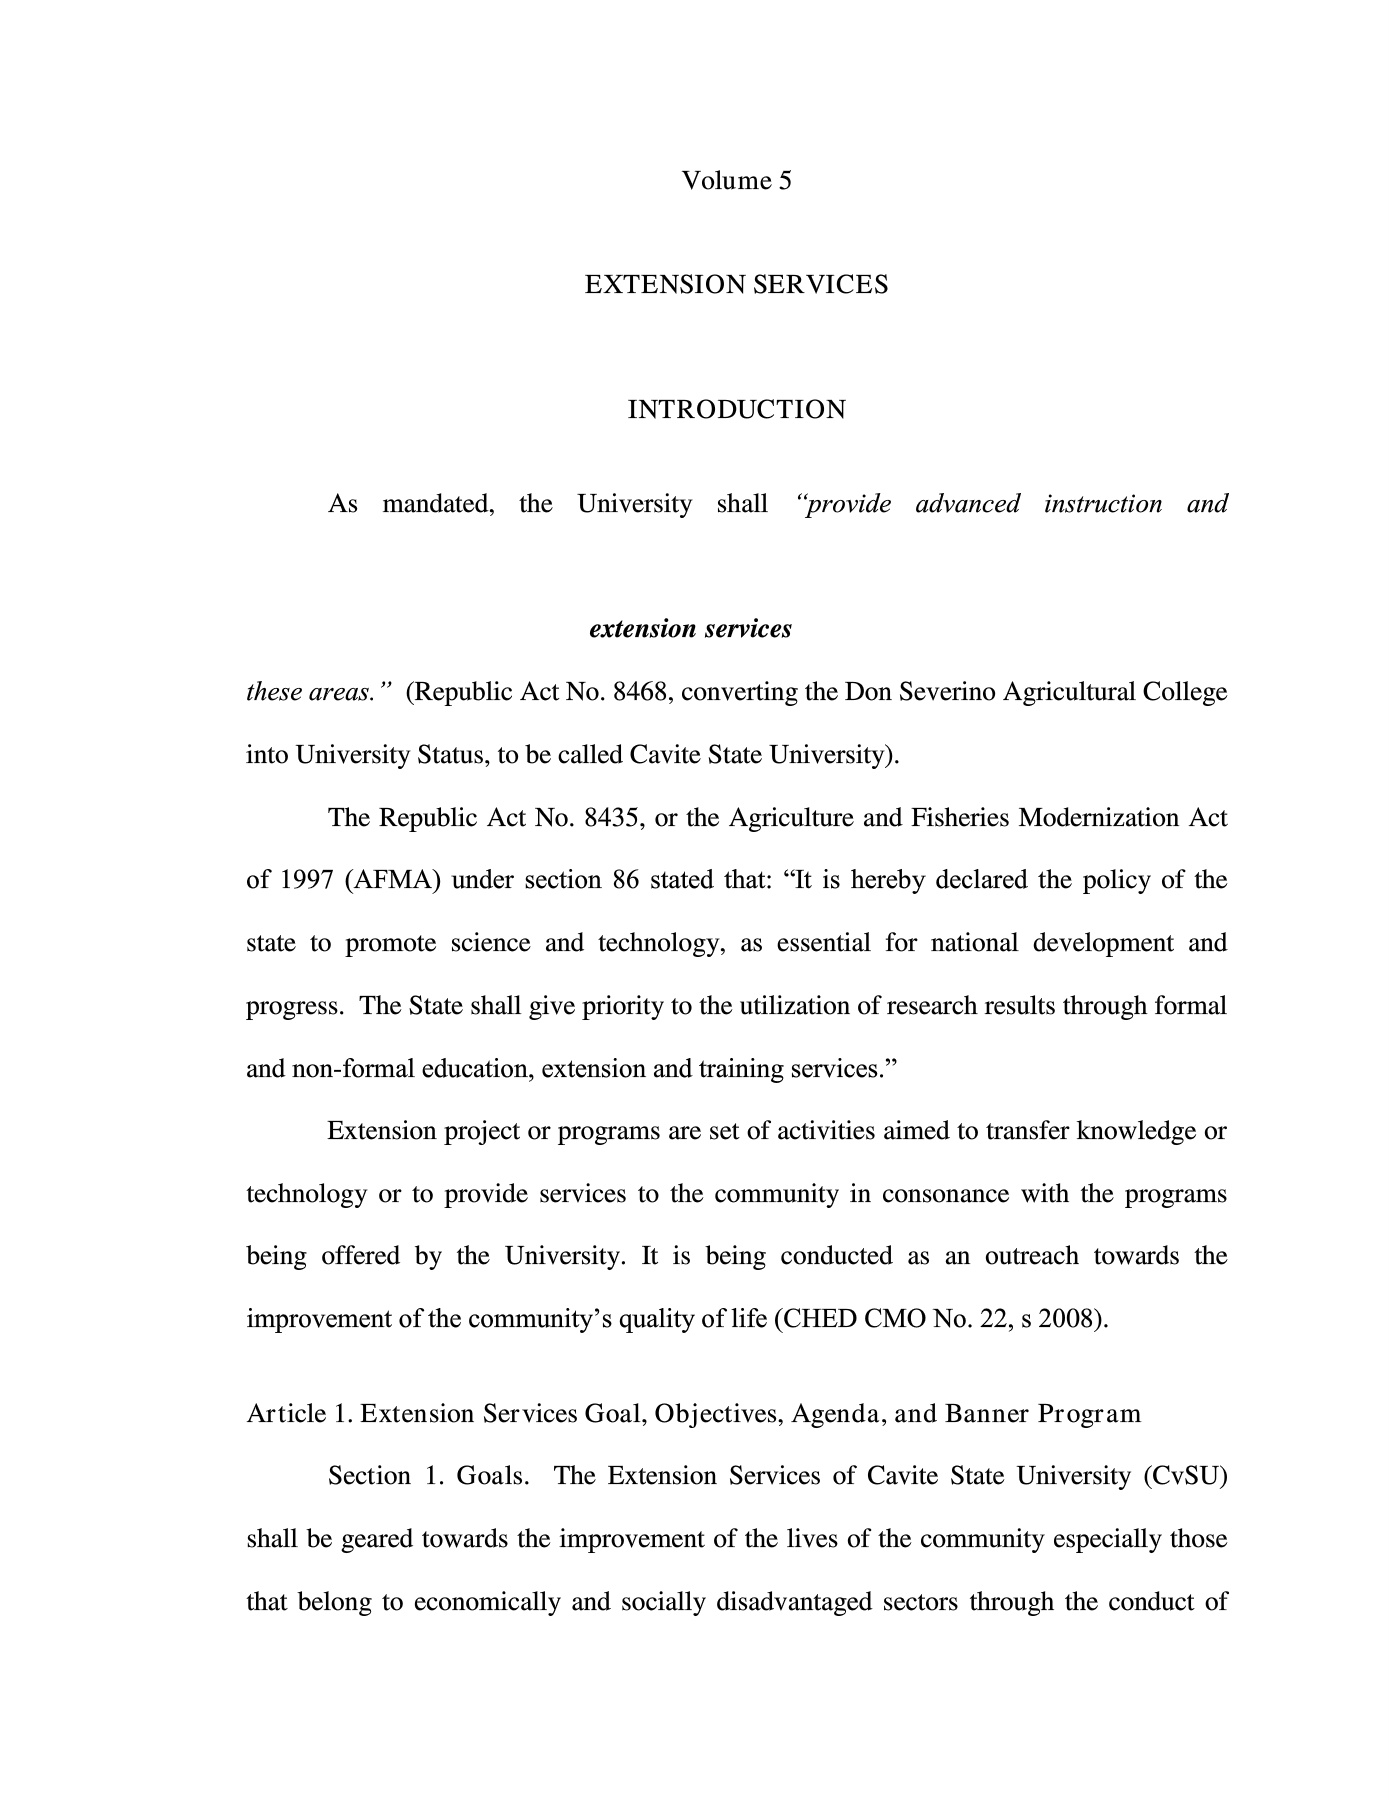 Volume 5
EXTENSION SERVICES
INTRODUCTION
As mandated, the University shall “provide advanced instruction and
extension services
these areas.” (Republic Act No. 8468, converting the Don Severino Agricultural College
into University Status, to be called Cavite State University).
The Republic Act No. 8435, or the Agriculture and Fisheries Modernization Act
of 1997 (AFMA) under section 86 stated that: “It is hereby declared the policy of the
state to promote science and technology, as essential for national development and
progress. The State shall give priority to the utilization of research results through formal
and non-formal education, extension and training services.”
Extension project or programs are set of activities aimed to transfer knowledge or
technology or to provide services to the community in consonance with the programs
being offered by the University. It is being conducted as an outreach towards the
improvement of the community’s quality of life (CHED CMO No. 22, s 2008).
Article 1. Extension Services Goal, Objectives, Agenda, and Banner Program
Section 1. Goals. The Extension Services of Cavite State University (CvSU)
shall be geared towards the improvement of the lives of the community especially those
that belong to economically and socially disadvantaged sectors through the conduct of